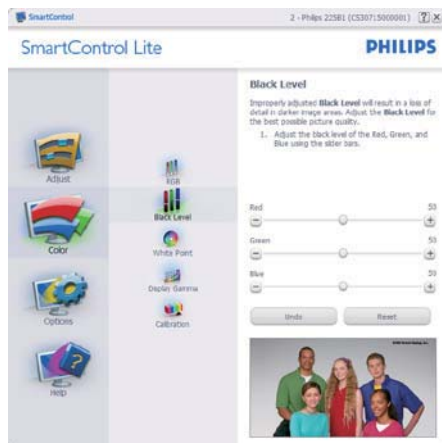 SmartControl
2 - Philips 225B1 (CS30715000001)
SmartControl Lite
PHILIPS
Adjust
Color
Options
Help
RGB
Black Level
White Point
Display Gamma
Calibration
Black Level
Improperly adjusted Black Level will result in a loss of
detail in darker image areas. Adjust the Black Level for
the best possible picture quality.
1. Adjust the black level of the Red, Green, and
Blue using the slider bars.
Red 50
Green 50
Blue 50
Undo
Reset